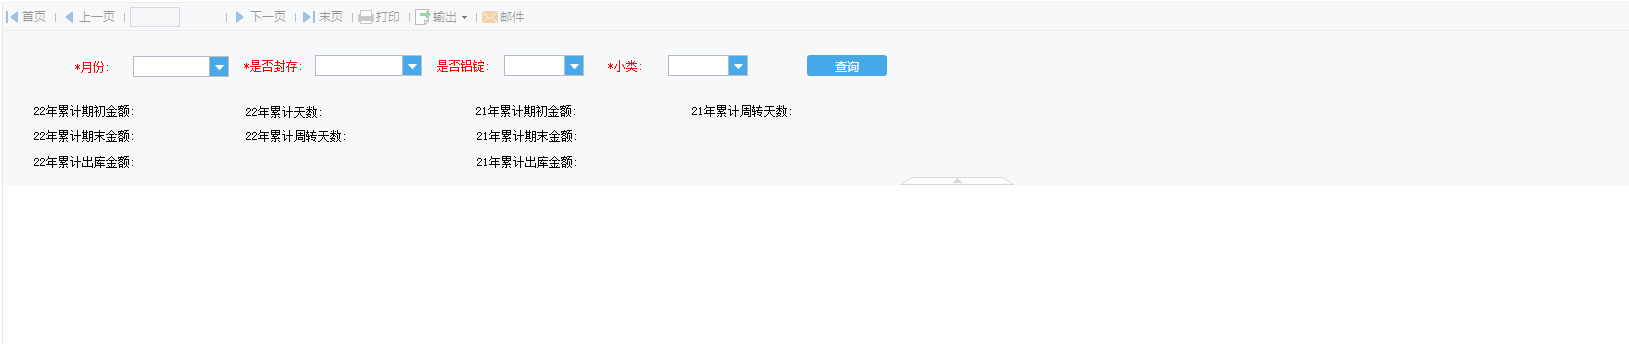 首页 上一页 下一页 末页 打印 输出 邮件
*月份: *是否封存: 是否铝锭: *小类: 查询
22年累计期初金额: 22年累计天数: 21年累计期初金额: 21年累计周转天数:
22年累计期末金额: 22年累计周转天数: 21年累计期末金额:
22年累计出库金额: 21年累计出库金额: